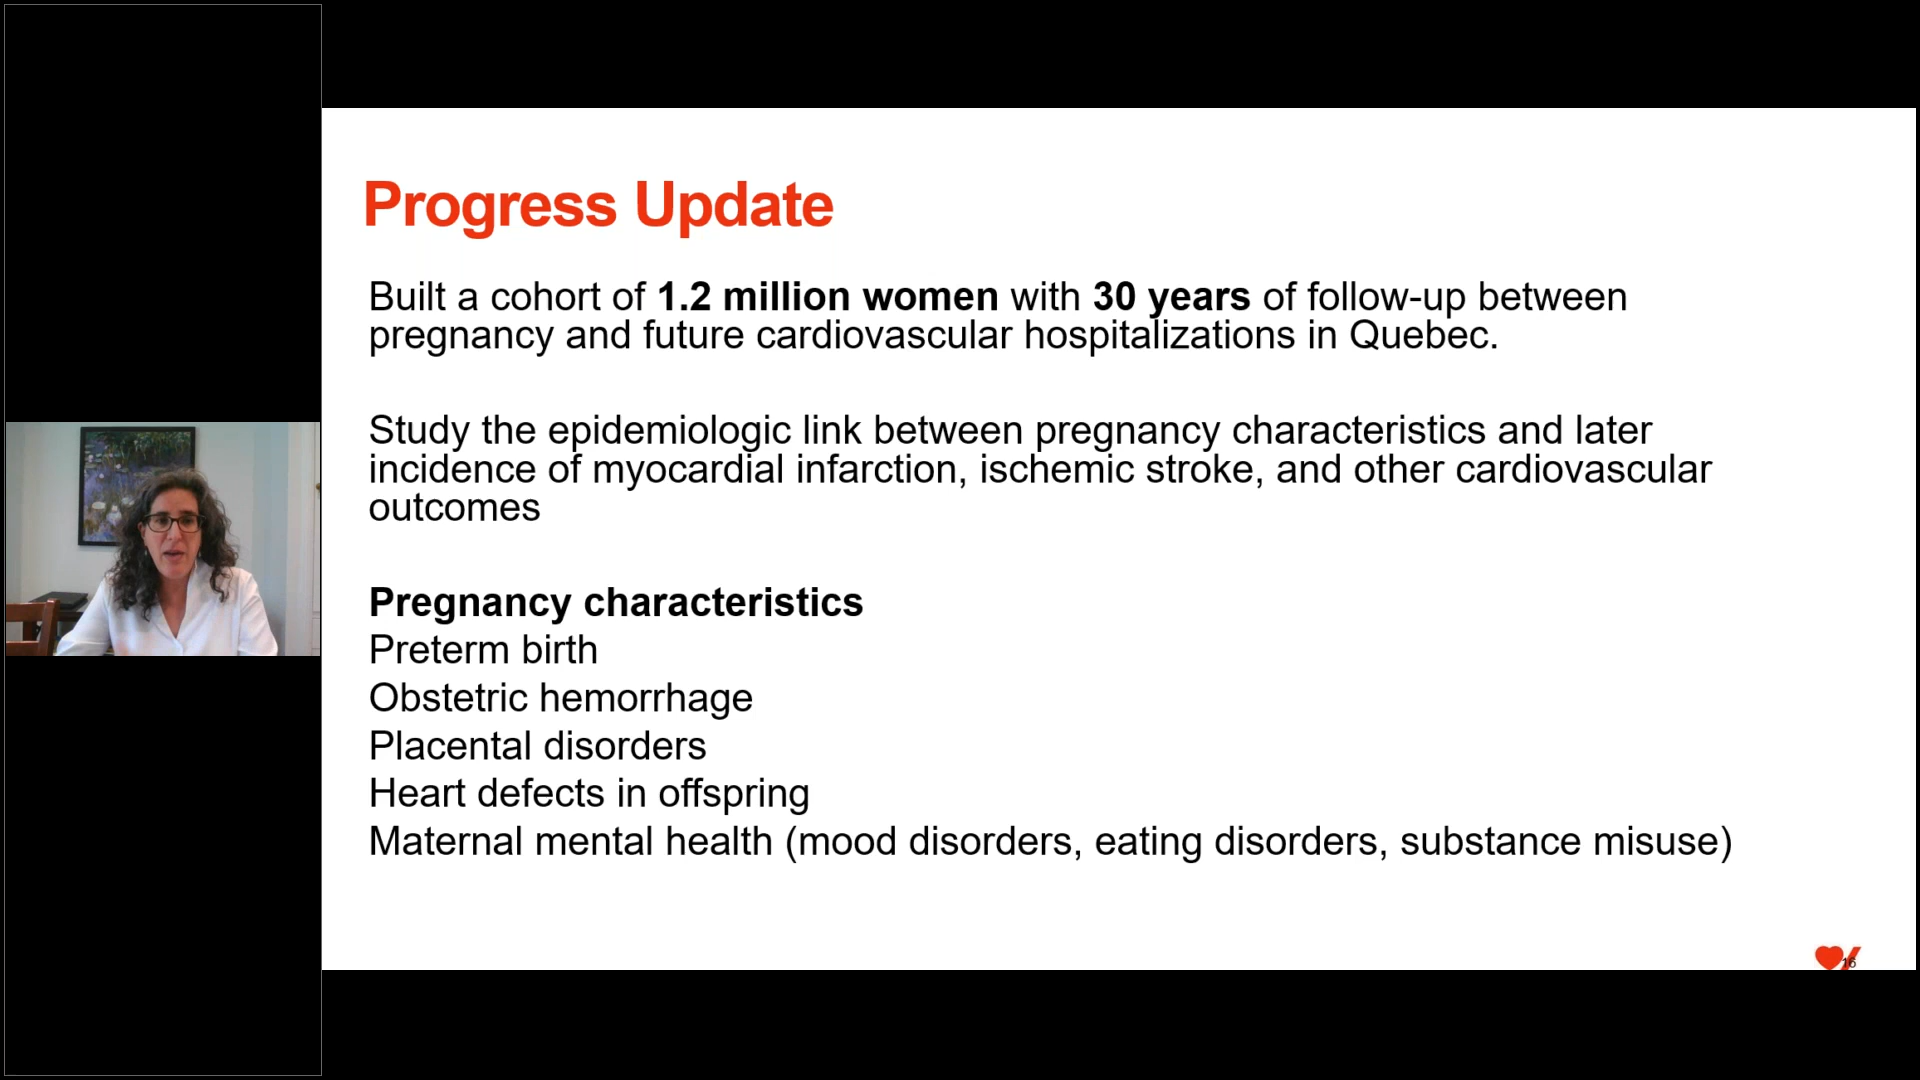 Progress Update
Built a cohort of 1.2 million women with 30 years of follow-up between
pregnancy and future cardiovascular hospitalizations in Quebec.
Study the epidemiologic link between pregnancy characteristics and later
incidence of myocardial infarction, ischemic stroke, and other cardiovascular
outcomes
Pregnancy characteristics
Preterm birth
Obstetric hemorrhage
Placental disorders
Heart defects in offspring
Maternal mental health (mood disorders, eating disorders, substance misuse)
16